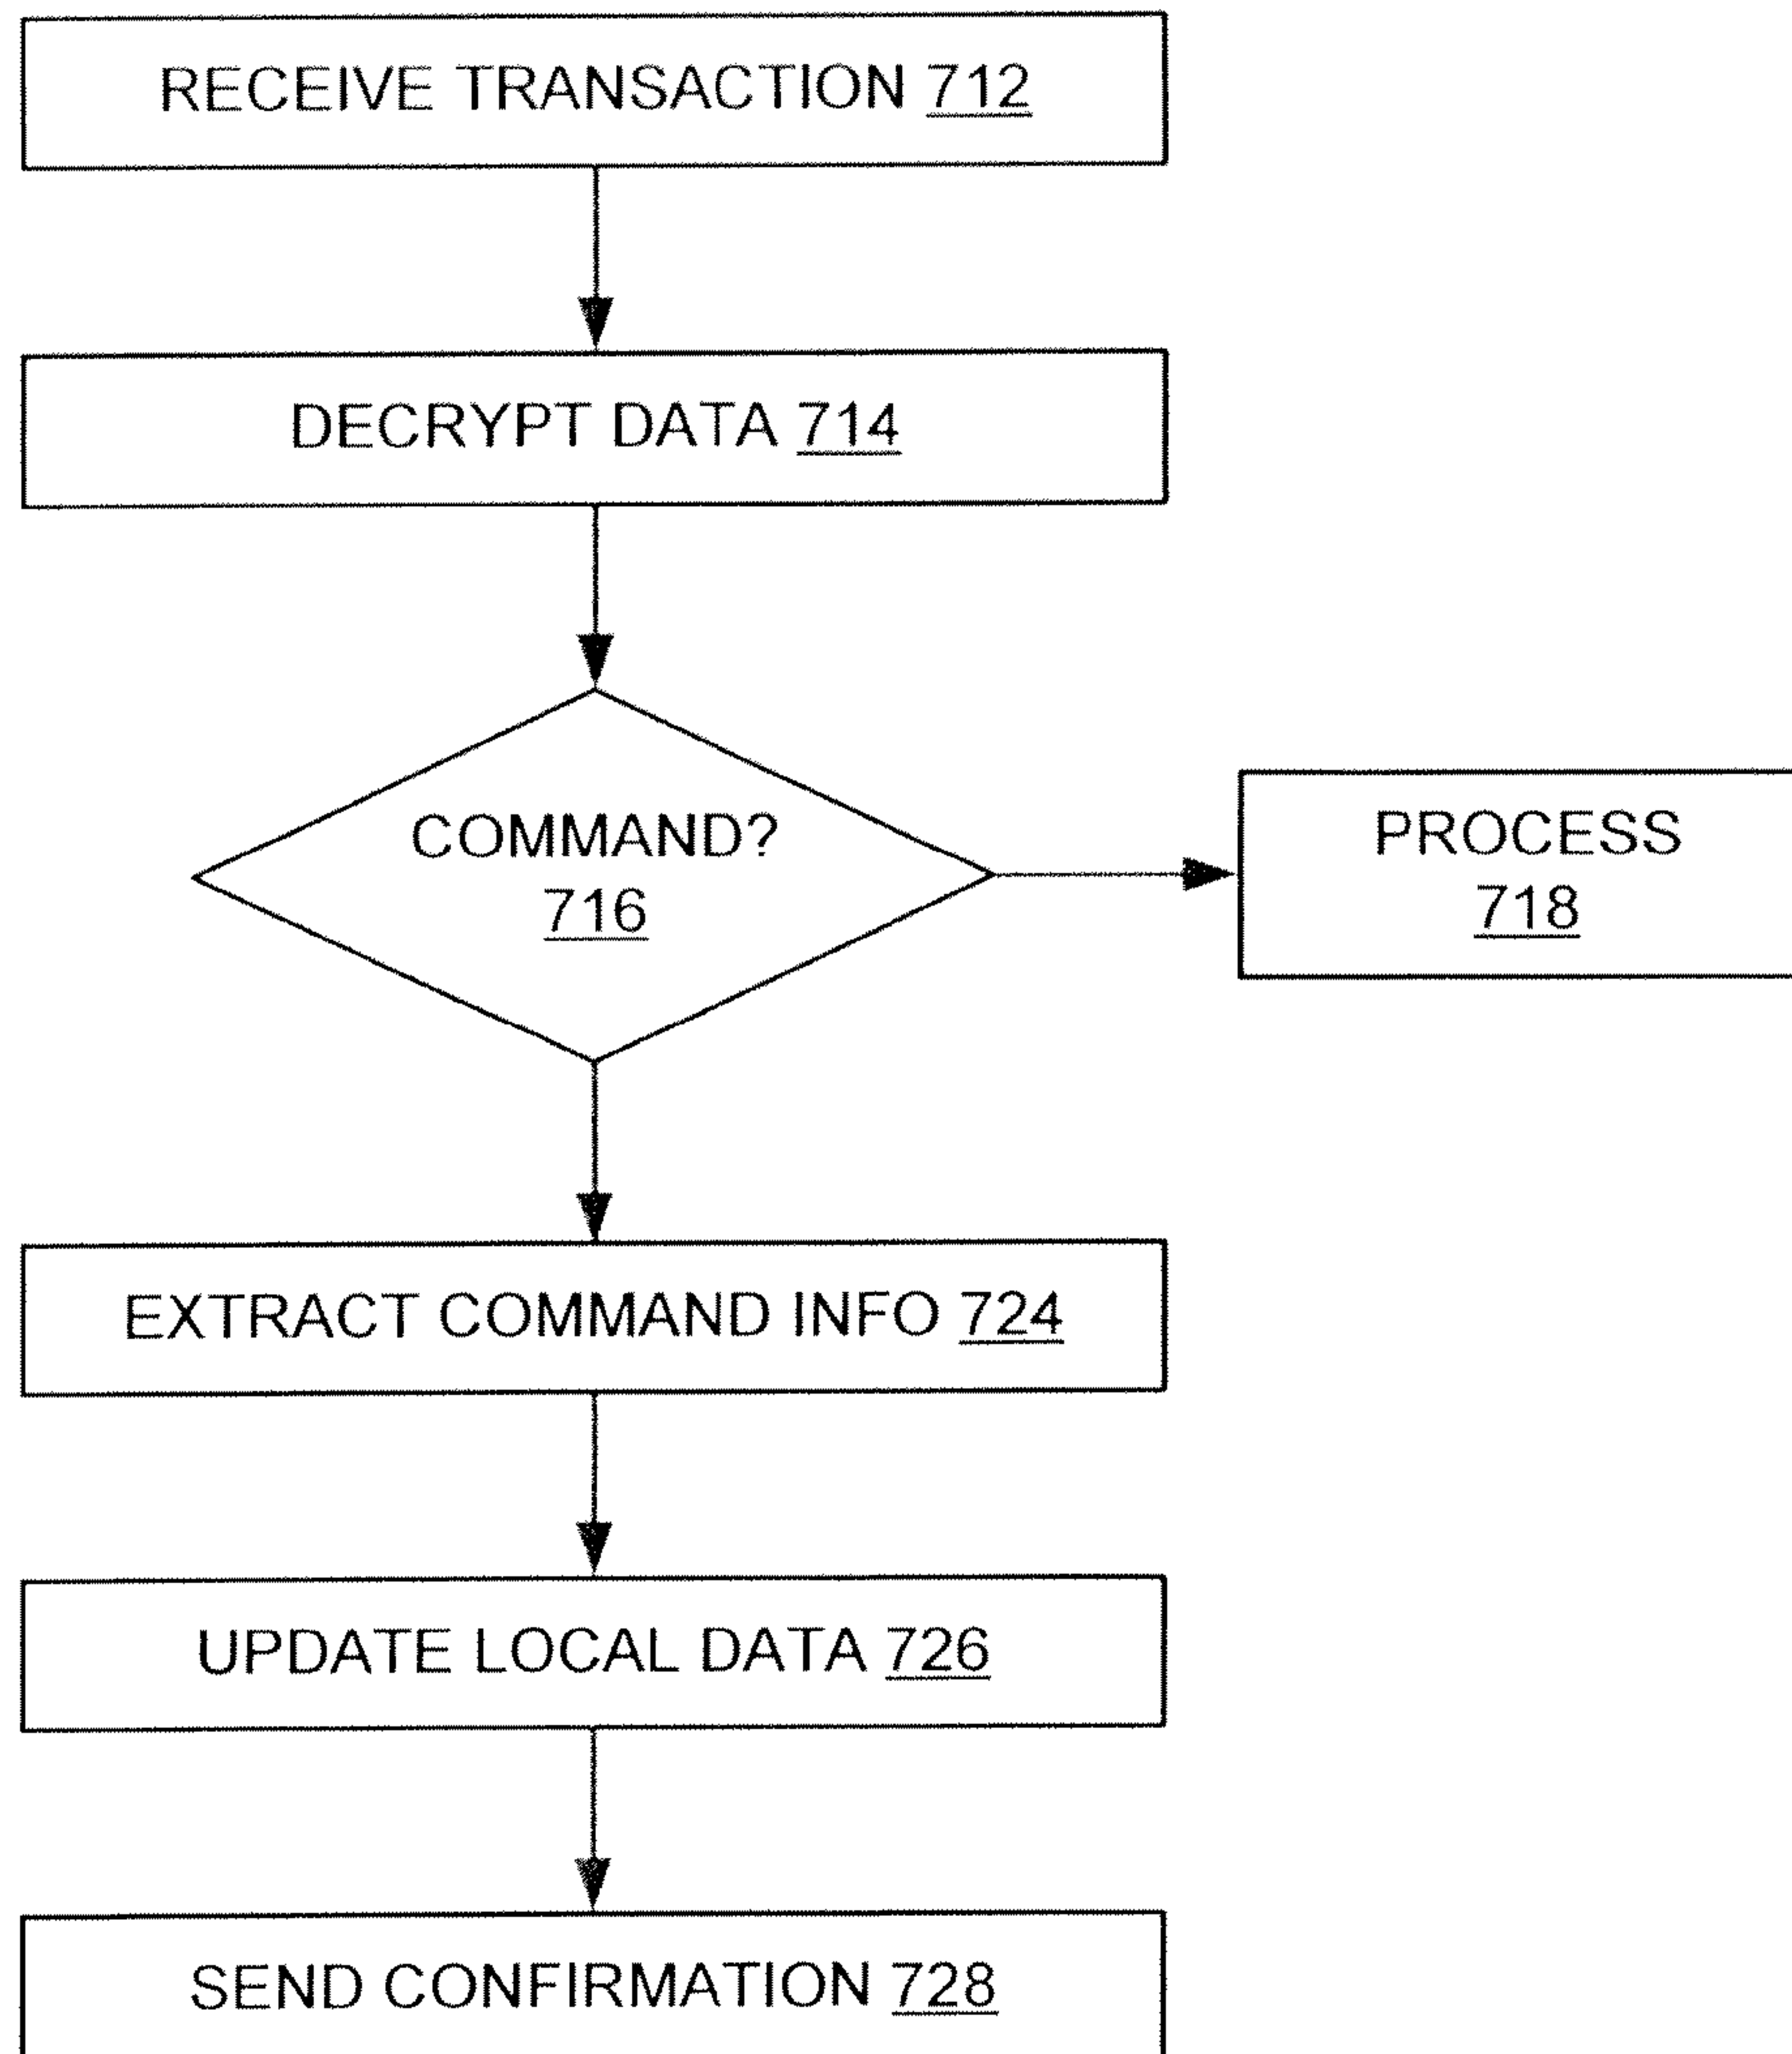 RECEIVE TRANSACTION 712
DECRYPT DATA 714
COMMAND?
716
PROCESS
718
EXTRACT COMMAND INFO 724
UPDATE LOCAL DATA 726
SEND CONFIRMATION 728